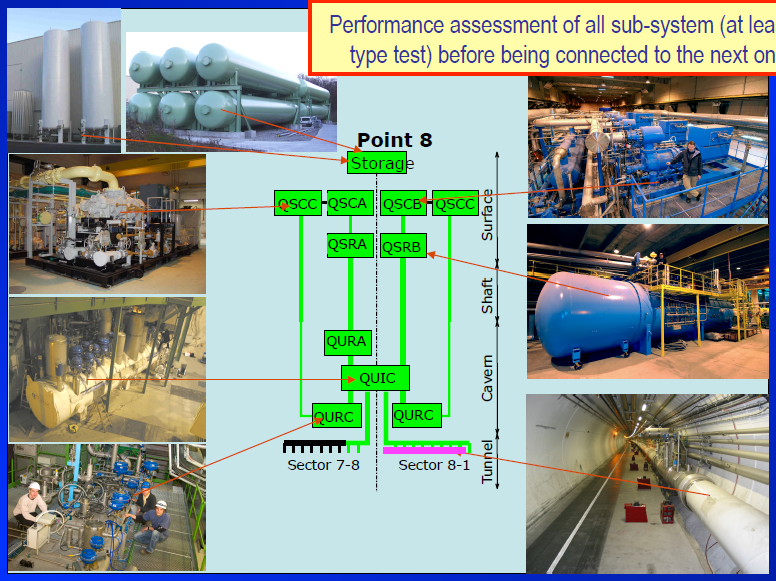 Performance assessment of all sub-system (at lea
type test) before being connected to the next on
Point 8
Storage
QSCC
QSCA
QSCB
QSCC
QSRA
QSRB
QURA
QUIC
QURC
QURC
Sector 7-8
Sector 8-1
Surface
Shaft
Cavern
Tunnel